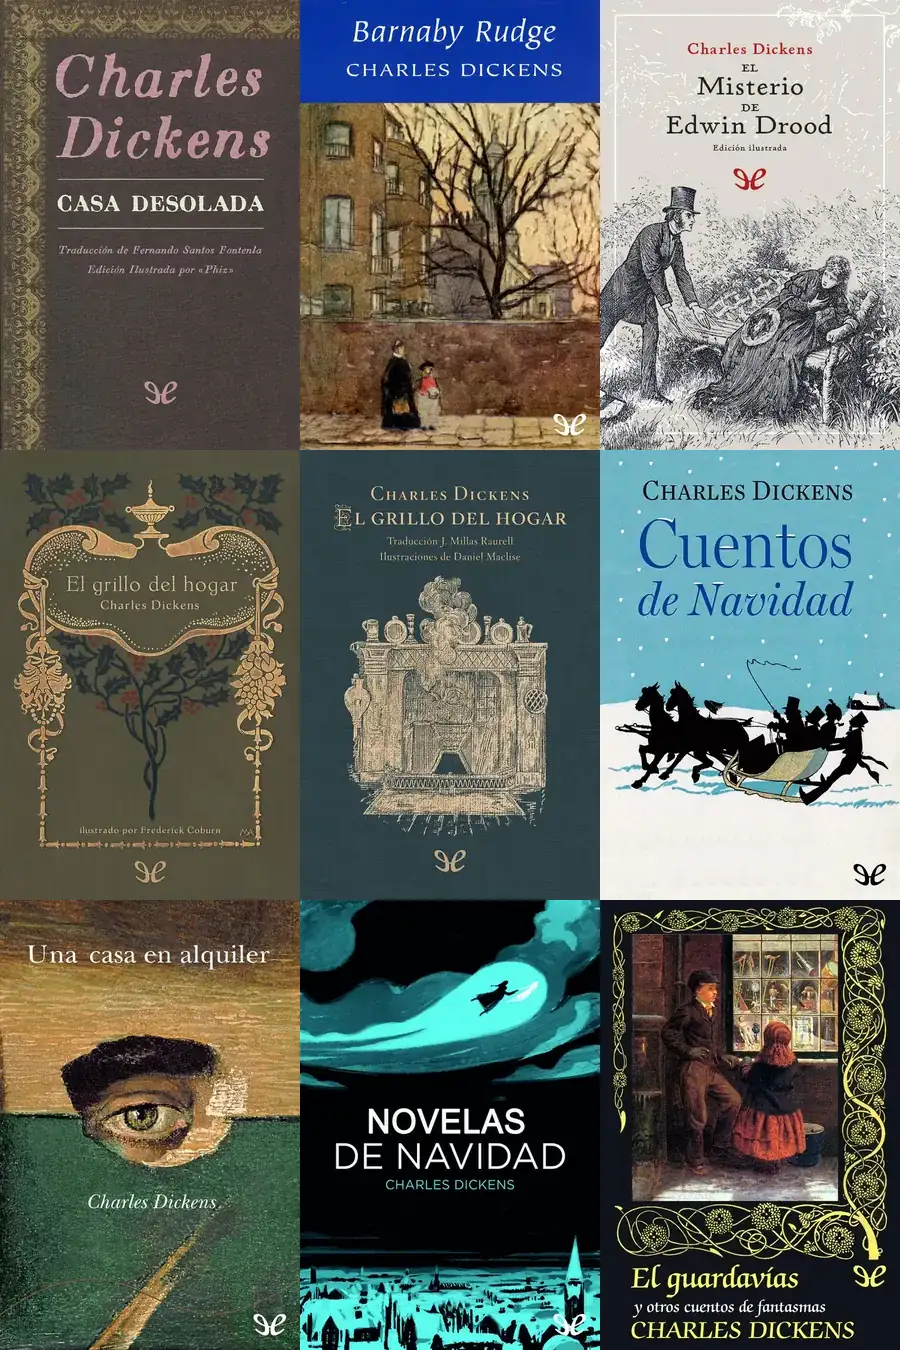 Charles
Dickens
CASA DESOLADA
Traducción de Fernando Santos Fontenla
Edición Ilustrada por «Phiz»
Barnaby Rudge
CHARLES DICKENS
Charles Dickens
EL
Misterio
DE
Edwin Drood
Edición ilustrada
El grillo del hogar
Charles Dickens
ilustrado por Frederick Coburn
MA
CHARLES DICKENS
EL GRILLO DEL HOGAR
Traducción J. Millas Raurell
Ilustraciones de Daniel Maclise
CHARLES DICKENS
Cuentos
de Navidad
Una casa en alquiler
Charles Dickens
NOVELAS
DE NAVIDAD
CHARLES DICKENS
El guardavías
y otros cuentos de fantasmas
CHARLES DICKENS